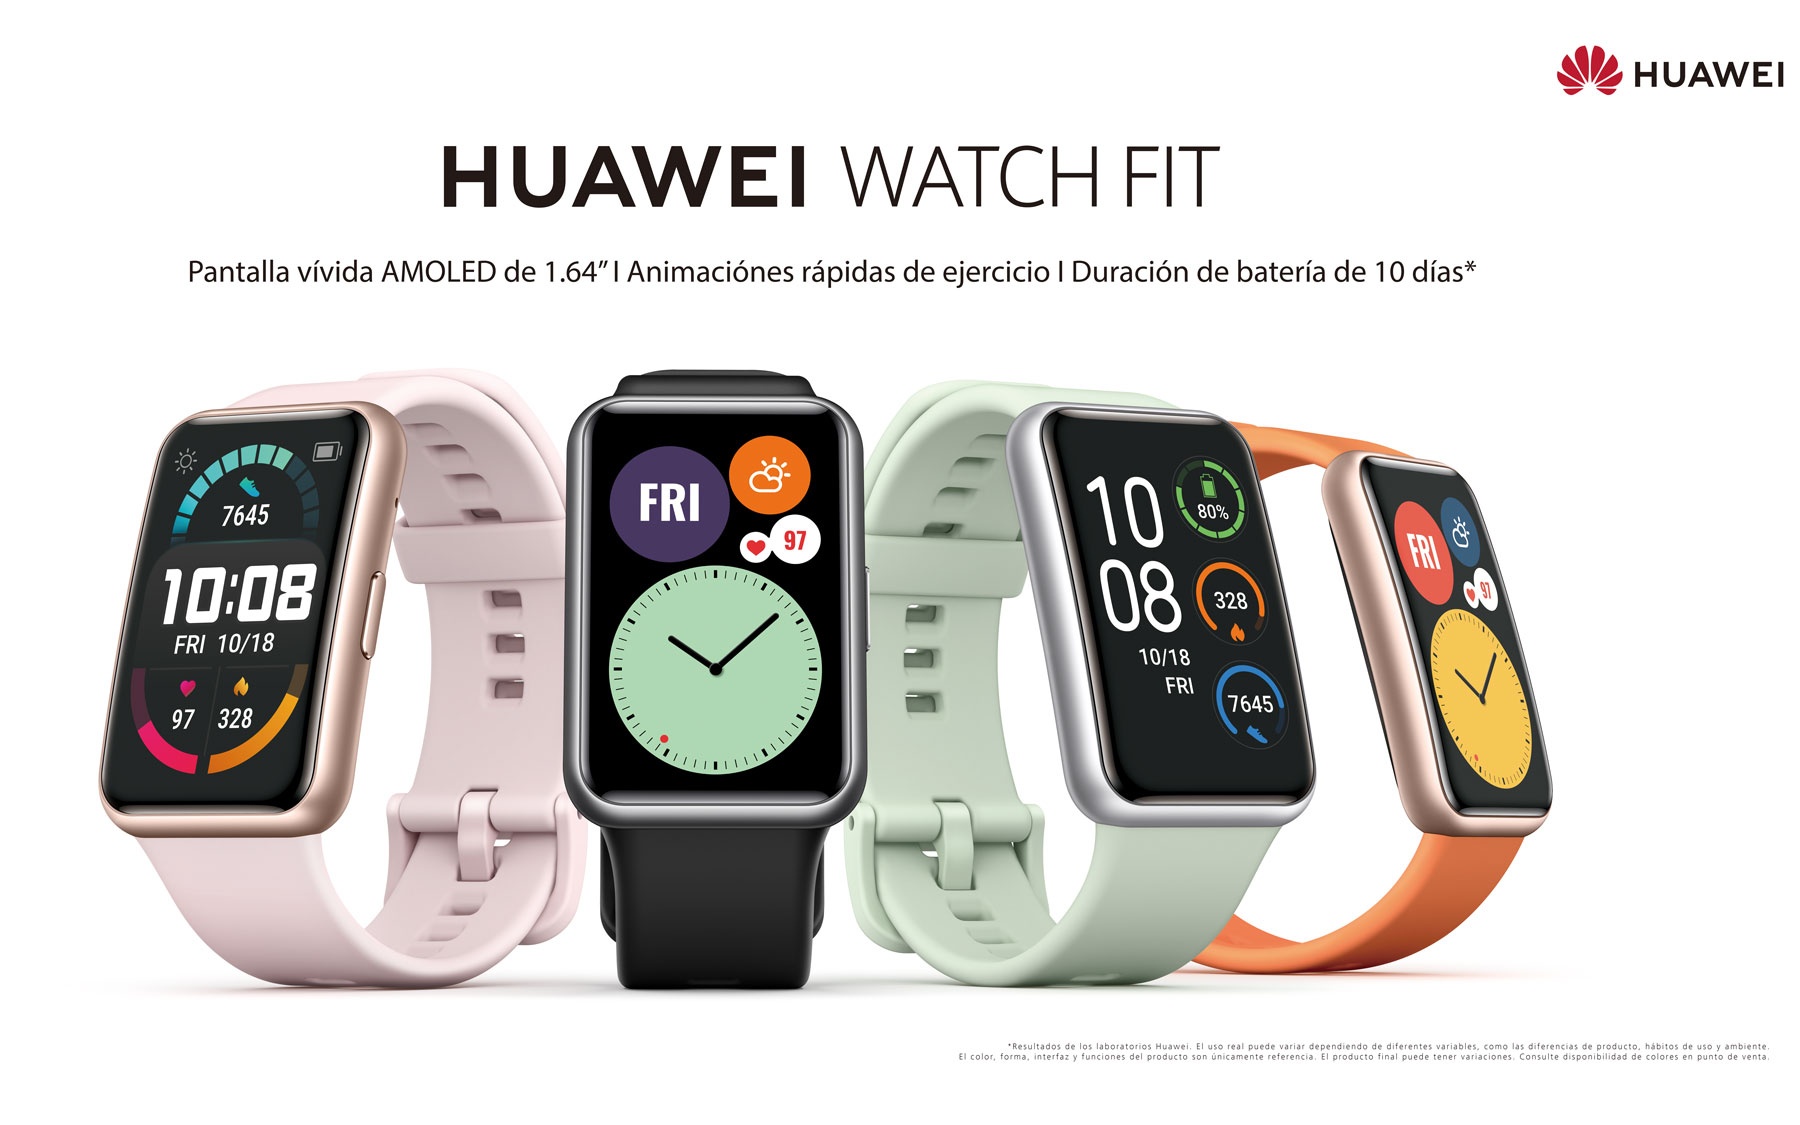 HUAWEI
HUAWEI WATCH FIT
Pantalla vívida AMOLED de 1.64” I Animaciónes rápidas de ejercicio I Duración de batería de 10 días*
7645
10:08
FRI 10/18
97 328
FRI
97
10
08
10/18
FRI
80%
328
7645
FRI
97
*Resultados de los laboratorios Huawei. El uso real puede variar dependiendo de diferentes variables, como las diferencias de producto, hábitos de uso y ambiente.
El color, forma, interfaz y funciones del producto son únicamente referencia. El producto final puede tener variaciones. Consulte disponibilidad de colores en punto de venta.